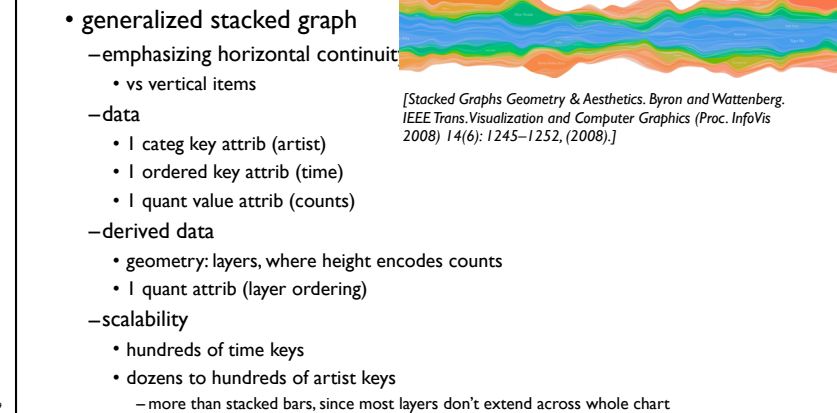 • generalized stacked graph
–emphasizing horizontal
• vs vertical items
–data
• 1 categ key attrib (artist)
• 1 ordered key attrib (time)
• 1 quant value attrib (counts)
–derived data
• geometry: layers, where height encodes counts
• 1 quant attrib (layer ordering)
–scalability
• hundreds of time keys
• dozens to hundreds of artist keys
– more than stacked bars, since most layers don't extend across whole chart
[Stacked Graphs Geometry & Aesthetics. Byron and Wattenberg.
IEEE Trans. Visualization and Computer Graphics (Proc. InfoVis
2008) 14(6): 1245–1252, (2008).]